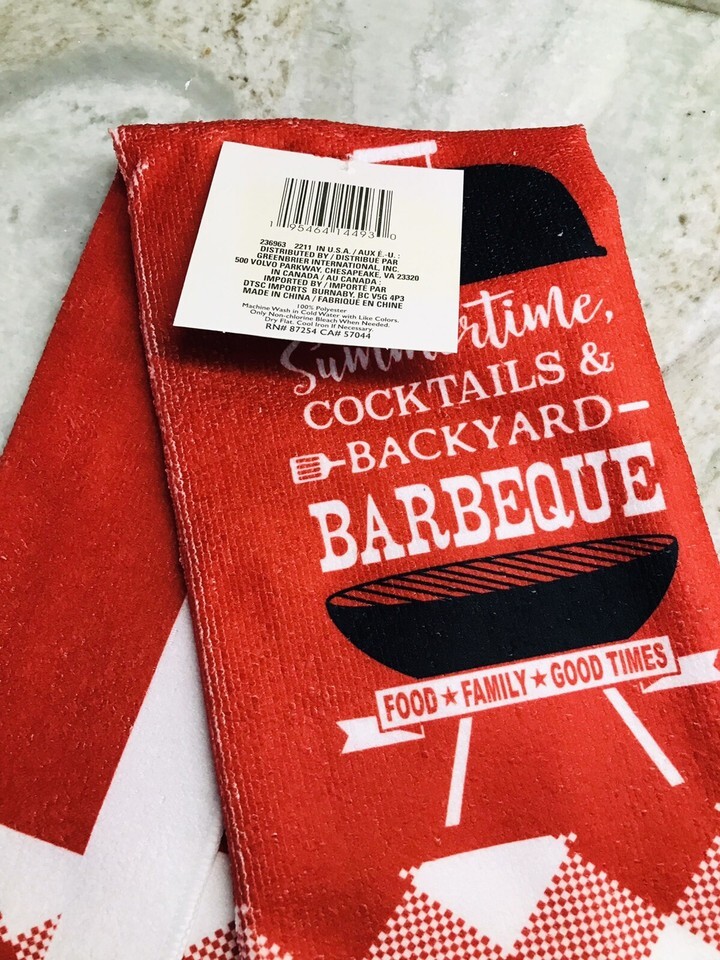 1 95464 14493 0
236963 2211 IN U.S.A. / AUX É.-U. :
DISTRIBUTED BY / DISTRIBUÉ PAR
GREENBRIER INTERNATIONAL, INC.
500 VOLVO PARKWAY, CHESAPEAKE, VA 23320
IN CANADA / AU CANADA :
IMPORTED BY / IMPORTÉ PAR
DTSC IMPORTS BURNABY, BC V5G 4P3
MADE IN CHINA / FABRIQUÉ EN CHINE
100% Polyester
Machine Wash in Cold Water with Like Colors.
Only Non-chlorine Bleach When Needed.
Dry Flat. Cool Iron If Necessary.
RN# 87254 CA# 57044
Summertime,
COCKTAILS &
BACKYARD
BARBEQUE
FOOD ★ FAMILY ★ GOOD TIMES